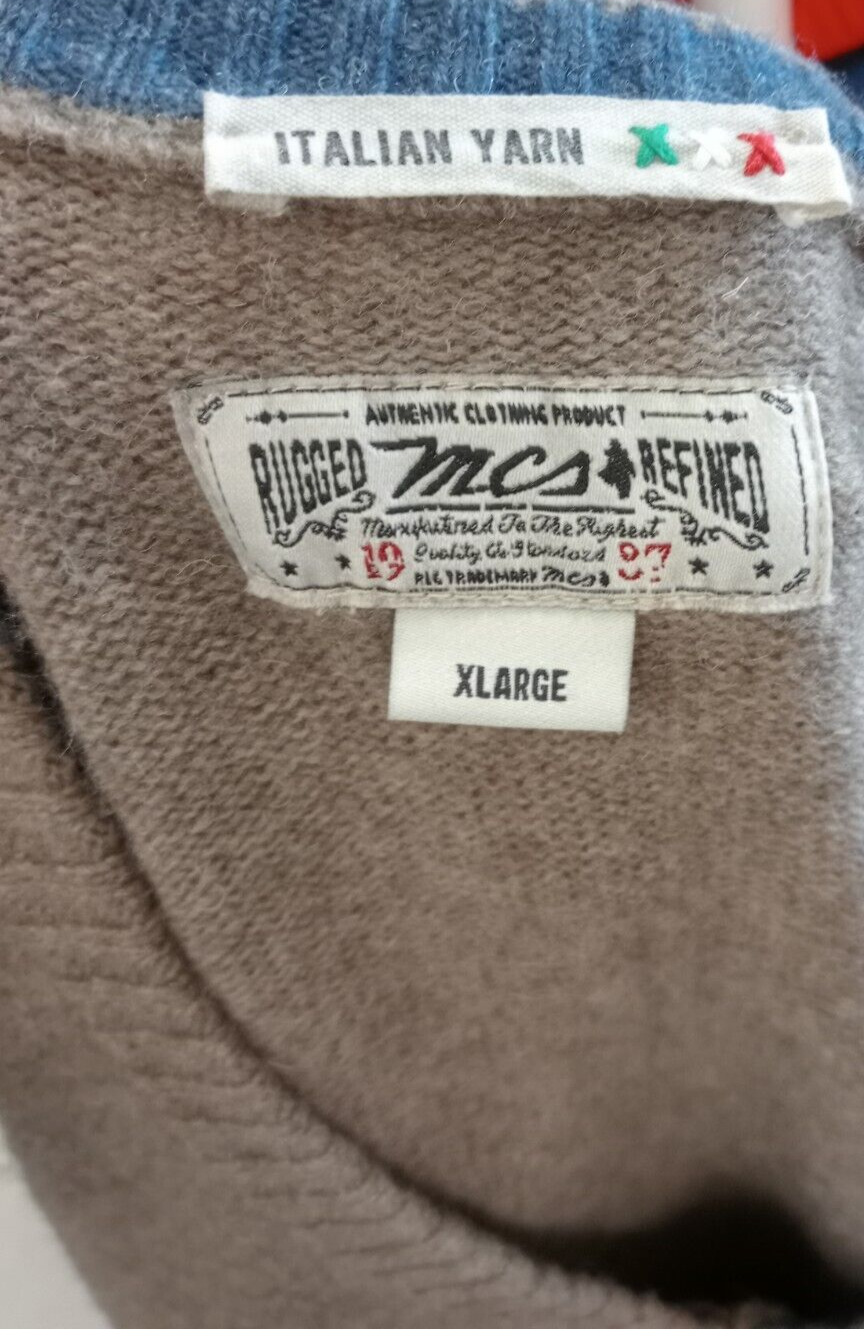 ITALIAN YARN
AUTHENTIC CLOTHING PRODUCT
RUGGED mcs REFINED
Manufactured To The Highest
19 Quality Us Standard 87
REG TRADEMARK mcs
XLARGE